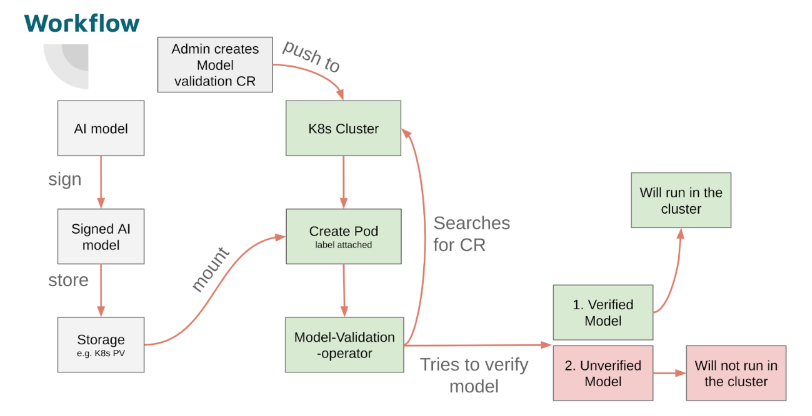 Workflow
Admin creates
Model
validation CR
push to
AI model
K8s Cluster
sign
Signed AI
model
Create Pod
label attached
mount
Searches
for CR
Will run in the
cluster
store
Storage
e.g. K8s PV
Model-Validation
-operator
Tries to verify
model
1. Verified
Model
2. Unverified
Model
Will not run in
the cluster